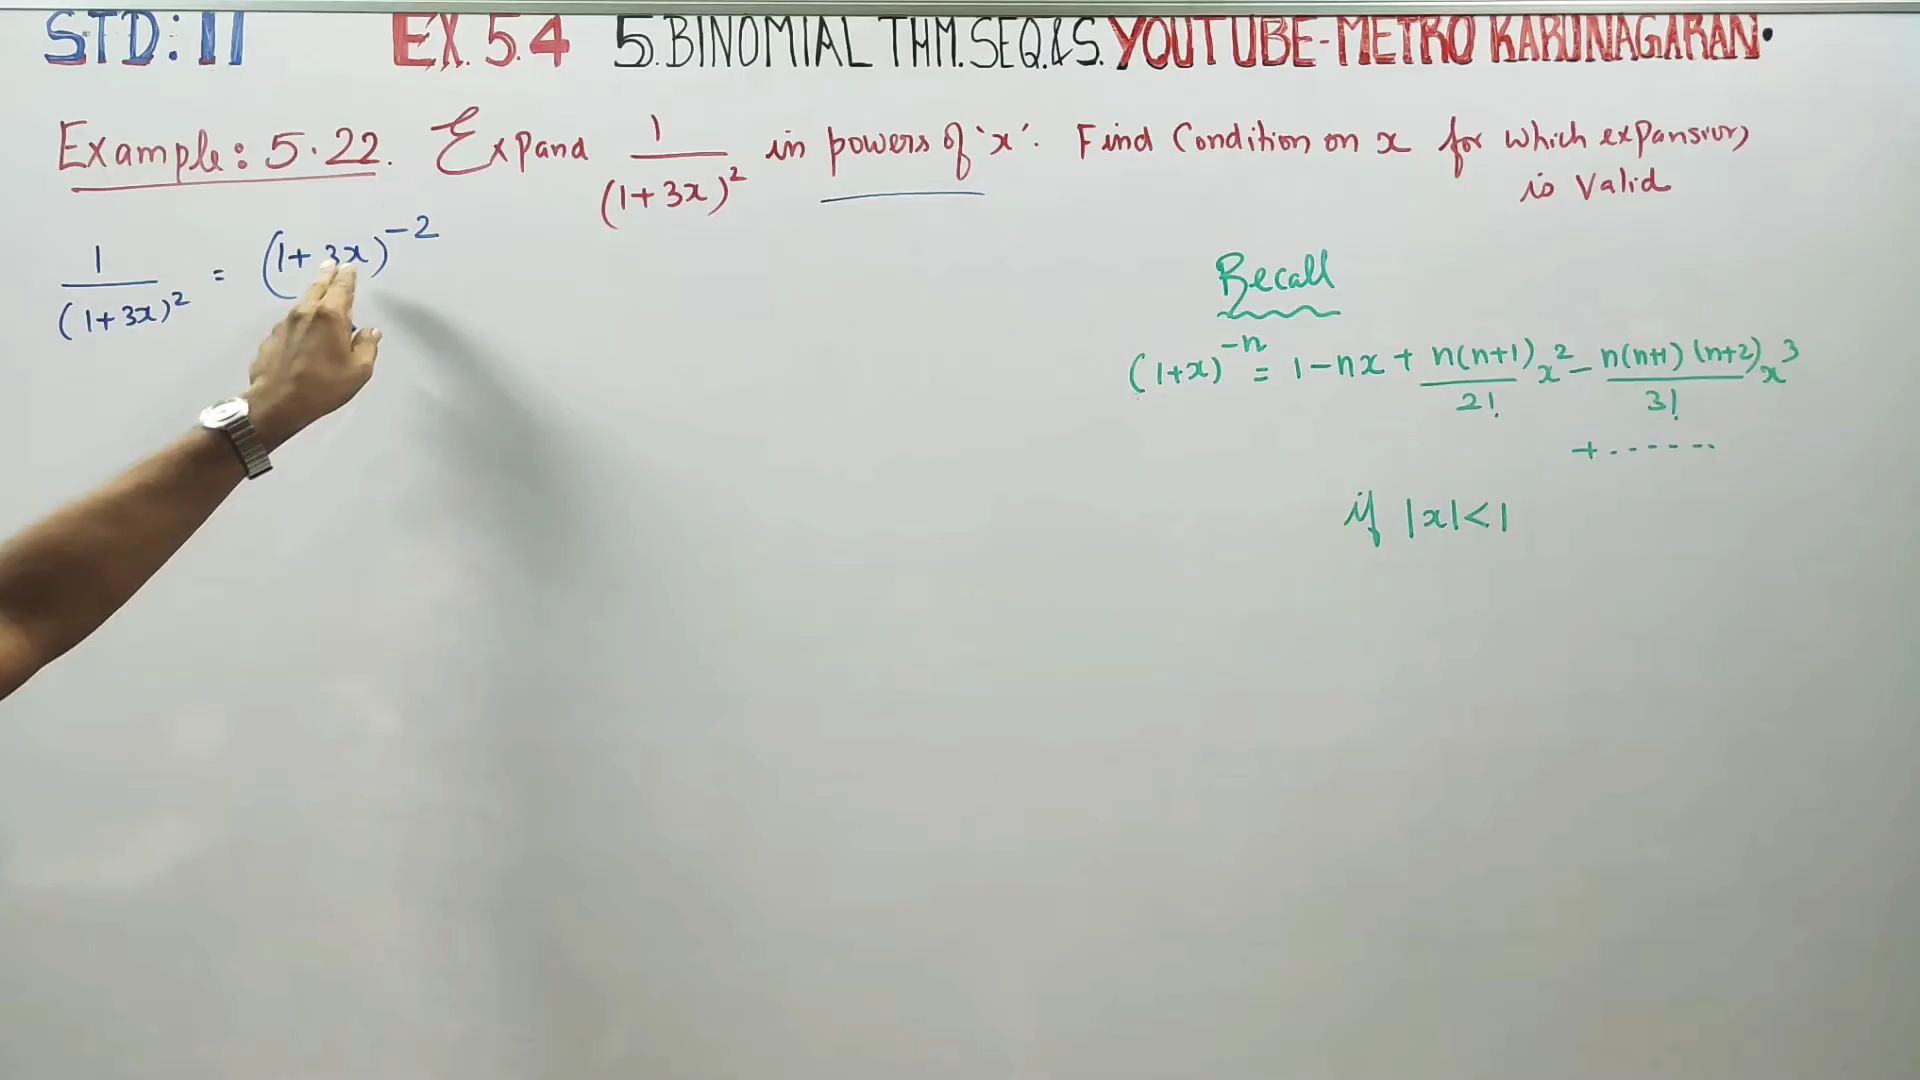 STD: 11 EX. 5.4 5. BINOMIAL THM. SEQ.&S. YOUTUBE-METRO KARUNAGARAN.
Example: 5.22. Expand 1/(1+3x)² in powers of 'x'. Find Condition on x for which expansion
is Valid
1/(1+3x)² = (1+3x)⁻²
Recall
(1+x)⁻ⁿ = 1-nx + n(n+1)/2! x² - n(n+1)(n+2)/3! x³
+ ......
if |x|<1